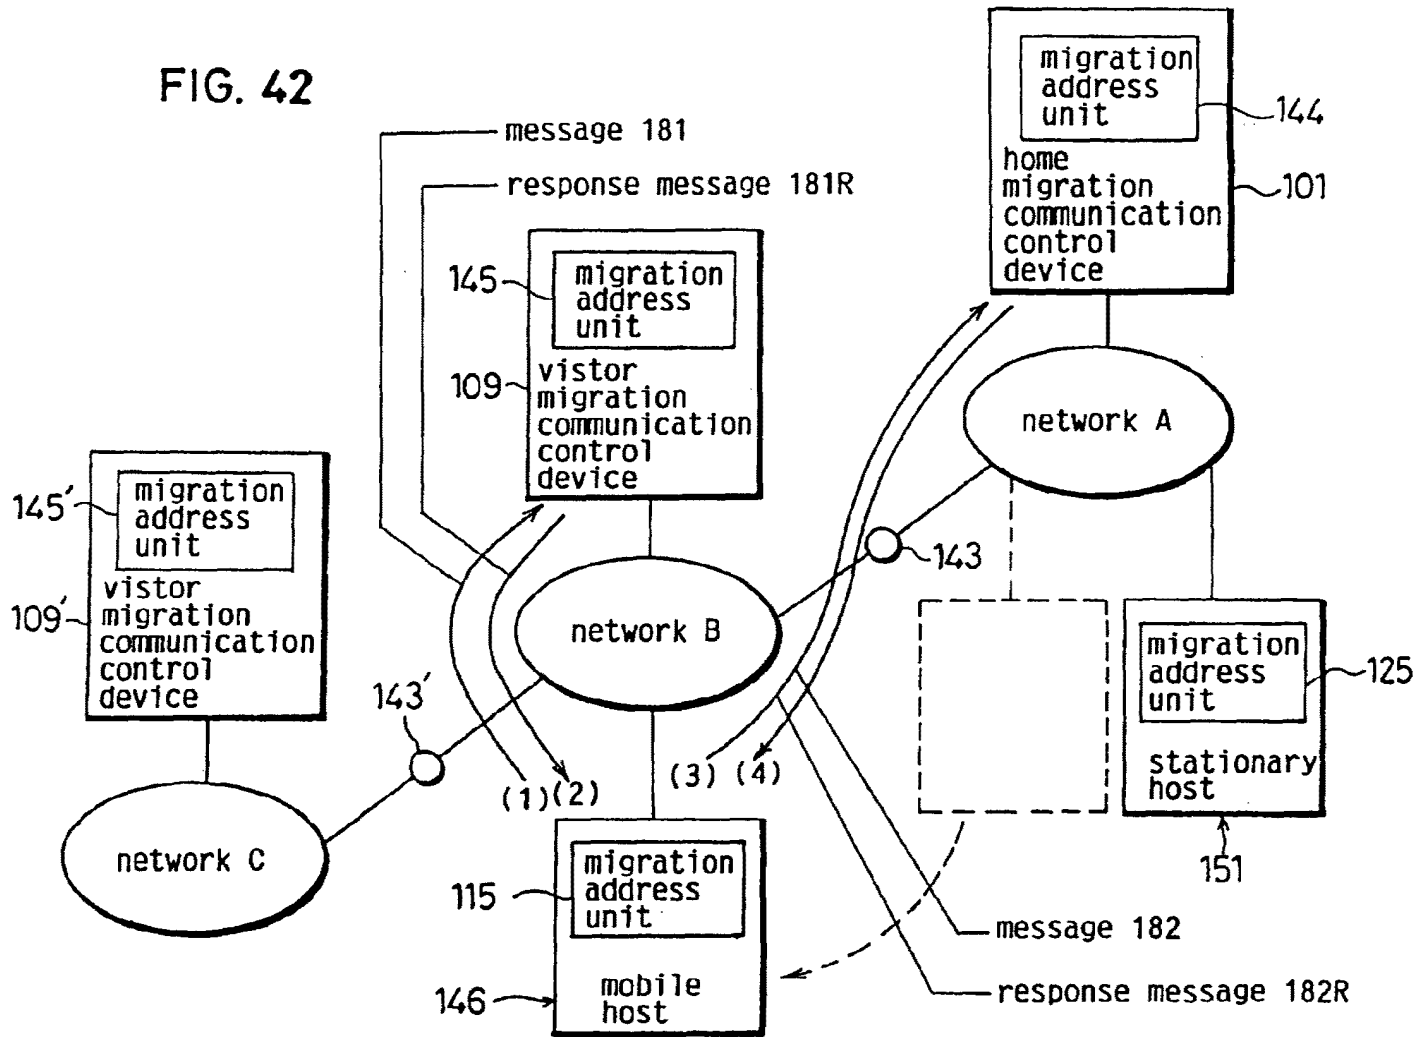 FIG. 42
message 181
response message 181R
migration
address
unit
144
home
migration
communication
control
device
101
145
migration
address
unit
109
vistor
migration
communication
control
device
network A
145'
migration
address
unit
109'
vistor
migration
communication
control
device
143
network B
143'
(1)
(2)
(3)
(4)
migration
address
unit
125
stationary
host
151
network C
115
migration
address
unit
146
mobile
host
message 182
response message 182R